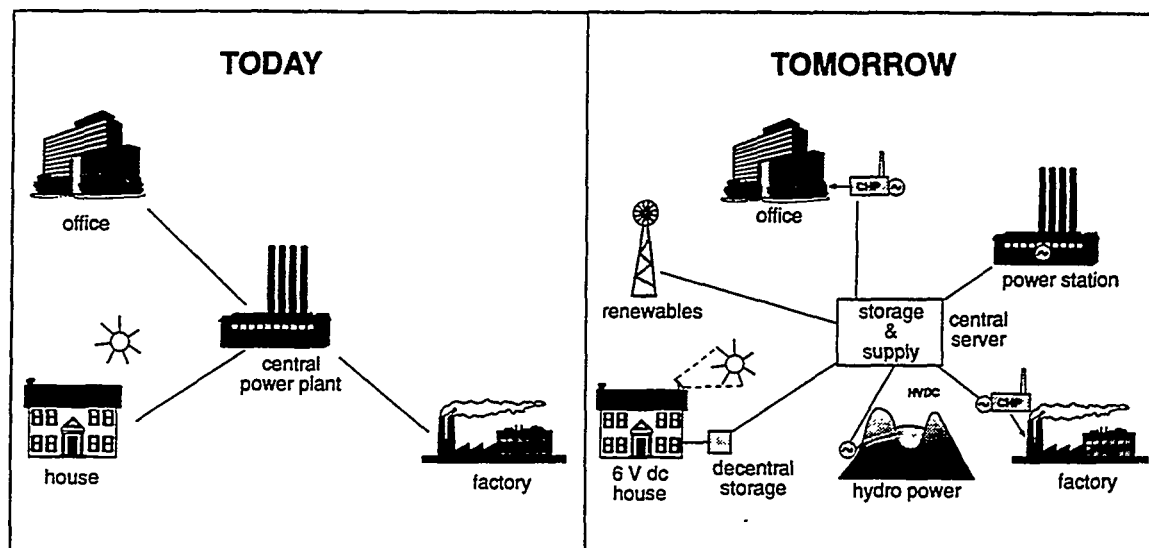 TODAY
office
central
power plant
house
factory
TOMORROW
CHP
office
power station
renewables
storage
&
supply
central
server
HVDC
CHP
6 V dc
house
decentral
storage
hydro power
factory